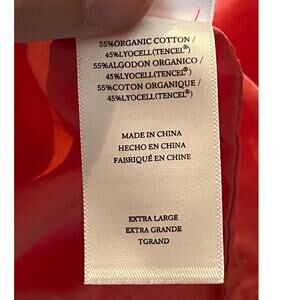 55%ORGANIC COTTON /
45%LYOCELL(TENCEL®)
55%ALGODON ORGANICO /
45%LYOCELL(TENCEL®)
55%COTON ORGANIQUE /
45%LYOCELL(TENCEL®)
MADE IN CHINA
HECHO EN CHINA
FABRIQUÉ EN CHINE
EXTRA LARGE
EXTRA GRANDE
TGRAND